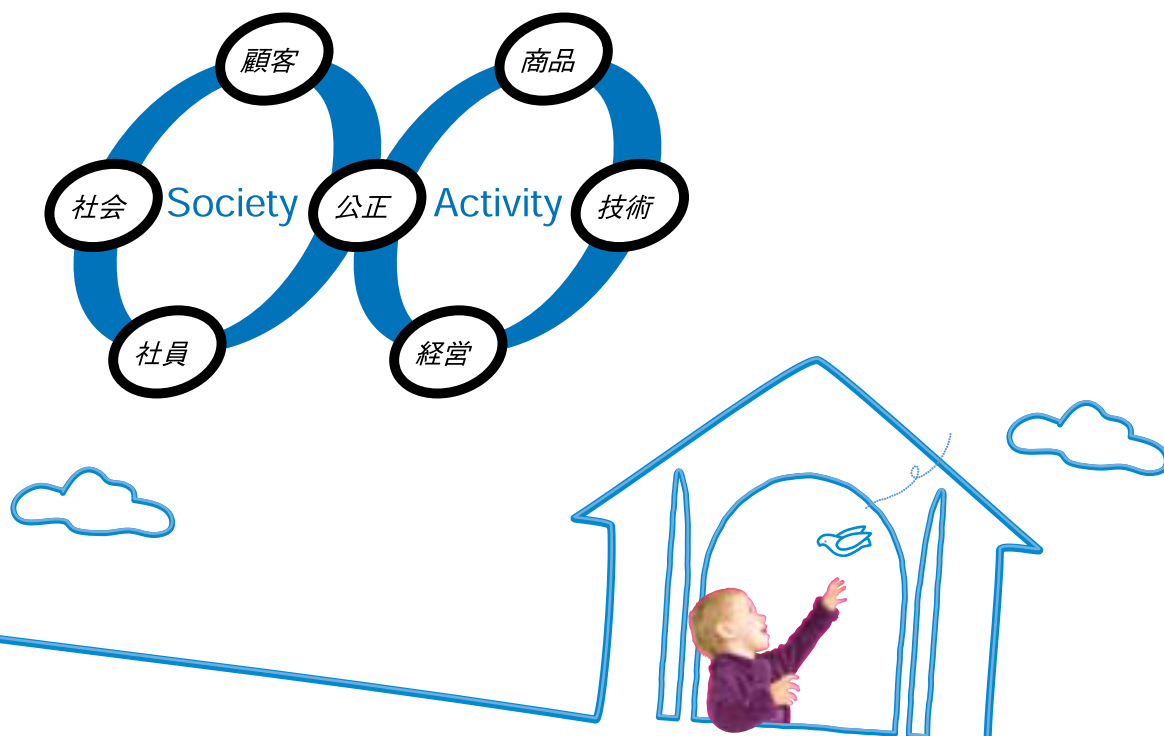 顧客
商品
社会
Society
公正
Activity
技術
社員
経営